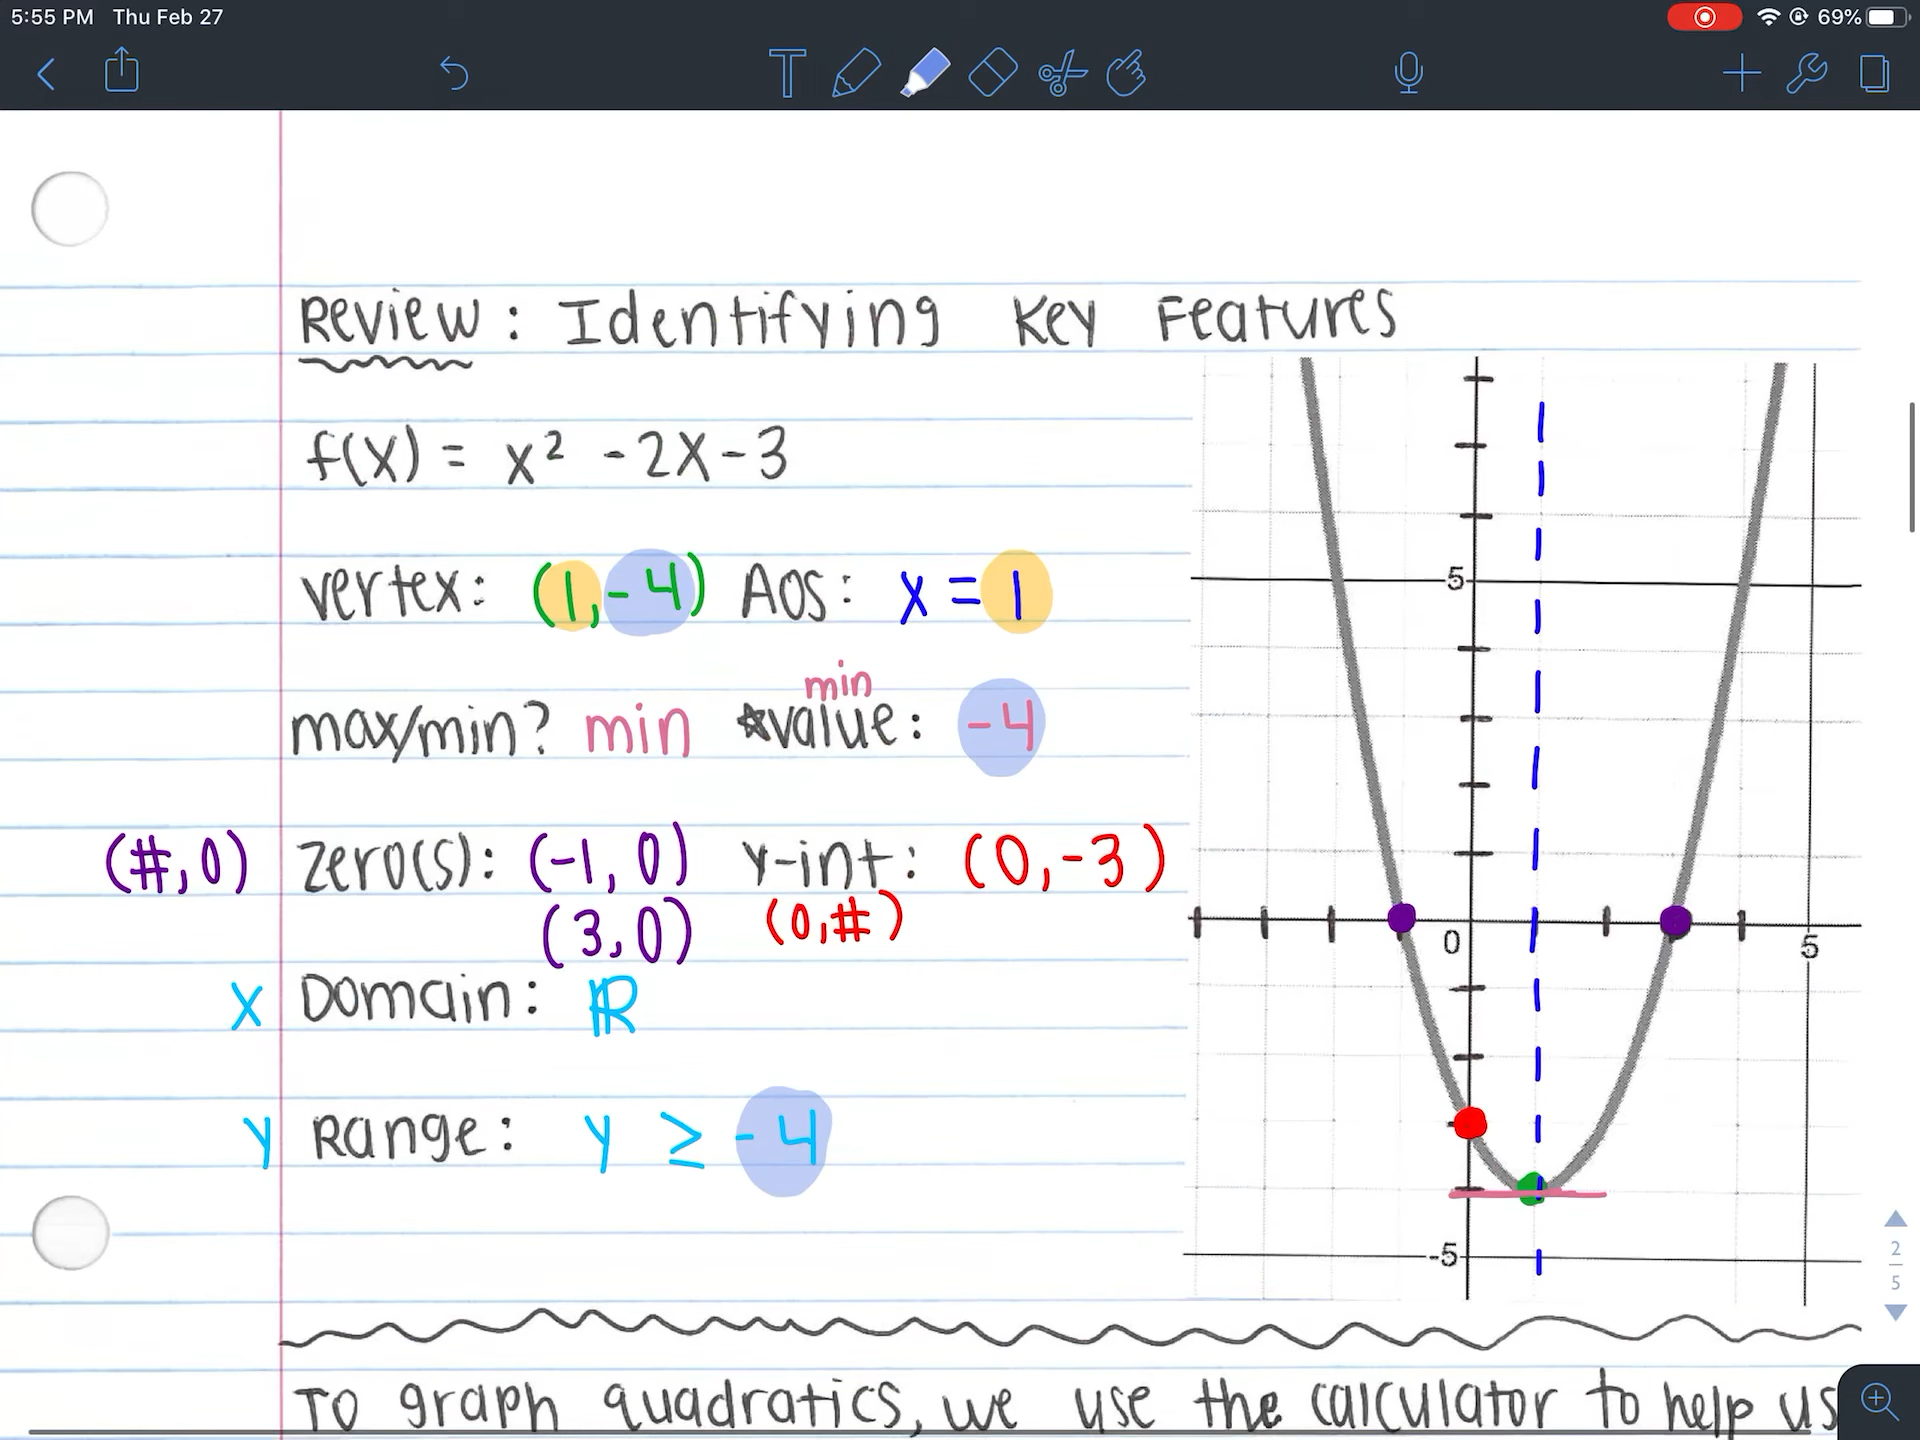 5:55 PM Thu Feb 27 69%
T
Review: Identifying Key Features
f(x) = x² -2x-3
vertex: (1,-4) AOS: x = 1
min
max/min? min *value: -4
(#,0) zero(s): (-1, 0) y-int: (0,-3)
(3,0) (0,#)
x Domain: ℝ
y Range: y ≥ -4
5
0
5
-5
2
5
To graph quadratics, we use the calculator to help us